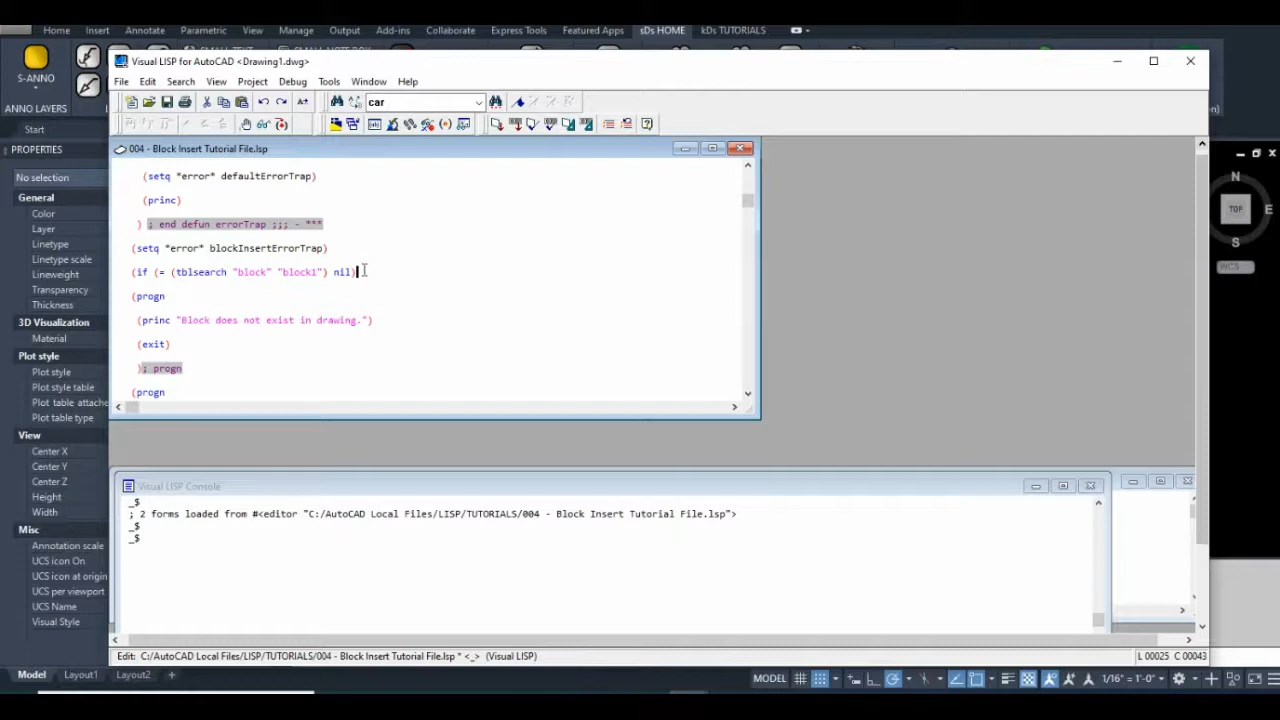 Home Insert Annotate Parametric View Manage Output Collaborate Express Tools Featured Apps sDs HOME kDs TUTORIALS
Visual LISP for AutoCAD <Drawing1.dwg>
S-ANNO
ANNO LAYERS
File Edit Search View Project Debug Tools Window Help
car
Start
004 - Block Insert Tutorial File.lsp
PROPERTIES
No selection
General
Color
Layer
Linetype
Linetype scale
Lineweight
Transparency
Thickness
3D Visualization
Material
Plot style
Plot style
Plot style table
Plot table attache
Plot table type
View
Center X
Center Y
Center Z
Height
Width
Misc
Annotation scale
UCS icon On
UCS icon at origin
UCS per viewport
UCS Name
Visual Style
(setq *error* defaultErrorTrap)
(princ)
) ; end defun errorTrap ;;; - ***
(setq *error* blockInsertErrorTrap)
(if (= (tblsearch "block" "block1") nil)
(progn
(princ "Block does not exist in drawing.")
(exit)
); progn
(progn
N
TOP
E
S
WCS
Visual LISP Console
_$
; 2 forms loaded from #<editor "C:/AutoCAD Local Files/LISP/TUTORIALS/004 - Block Insert Tutorial File.lsp">
_$
_$
Edit: C:/AutoCAD Local Files/LISP/TUTORIALS/004 - Block Insert Tutorial File.lsp * <_> (Visual LISP)
L 00025 C 00043
Model Layout1 Layout2 +
MODEL 1/16" = 1'-0"